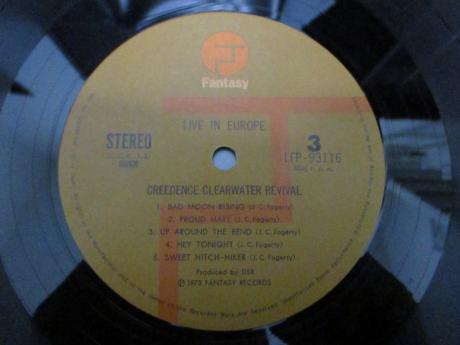 Fantasy
LIVE IN EUROPE
STEREO
3
LFP-93116
CREEDENCE CLEARWATER REVIVAL
1. BAD MOON RISING (J.C.Fogerty)
2. PROUD MARY (J.C.Fogerty)
3. UP AROUND THE BEND (J.C.Fogerty)
4. HEY TONIGHT (J.C.Fogerty)
5. SWEET HITCH-HIKER (J.C.Fogerty)
Produced by DSR
Ⓟ 1973 FANTASY RECORDS